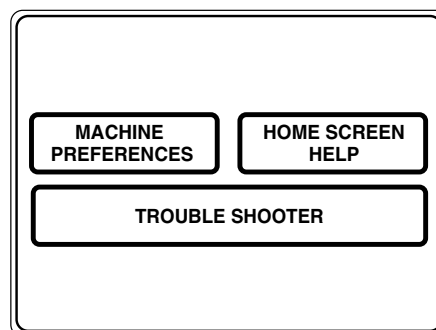 MACHINE
PREFERENCES
HOME SCREEN
HELP
TROUBLE SHOOTER